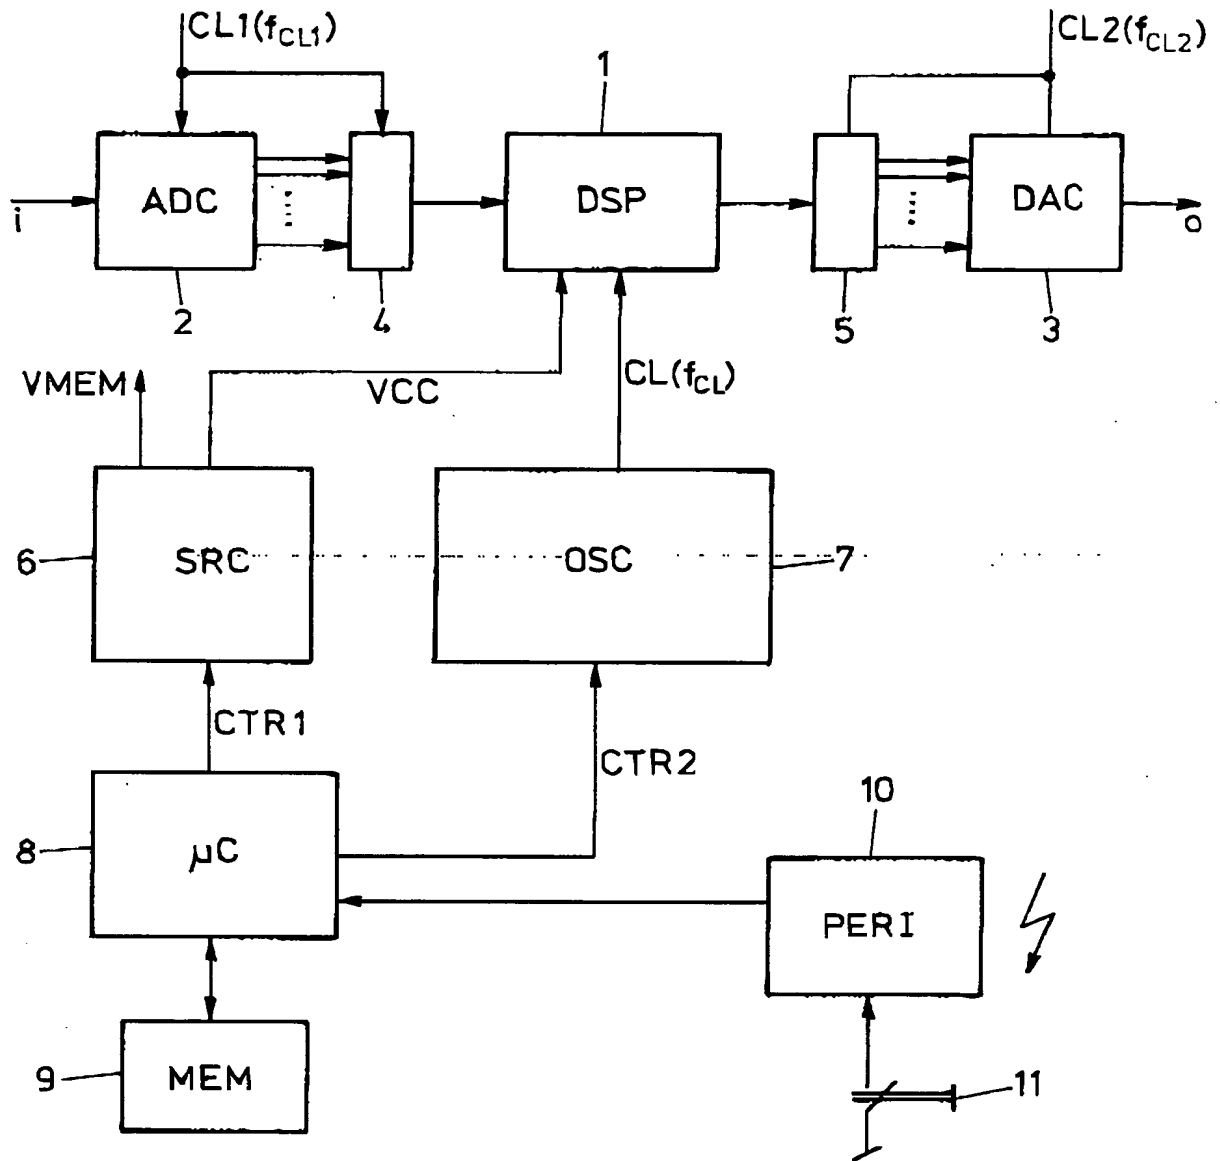 CL1(fCL1)
CL2(fCL2)
1
ADC
DSP
DAC
i
o
2
4
5
3
VMEM
VCC
CL(fCL)
6
SRC
OSC
7
CTR1
CTR2
10
8
µC
PERI
9
MEM
11